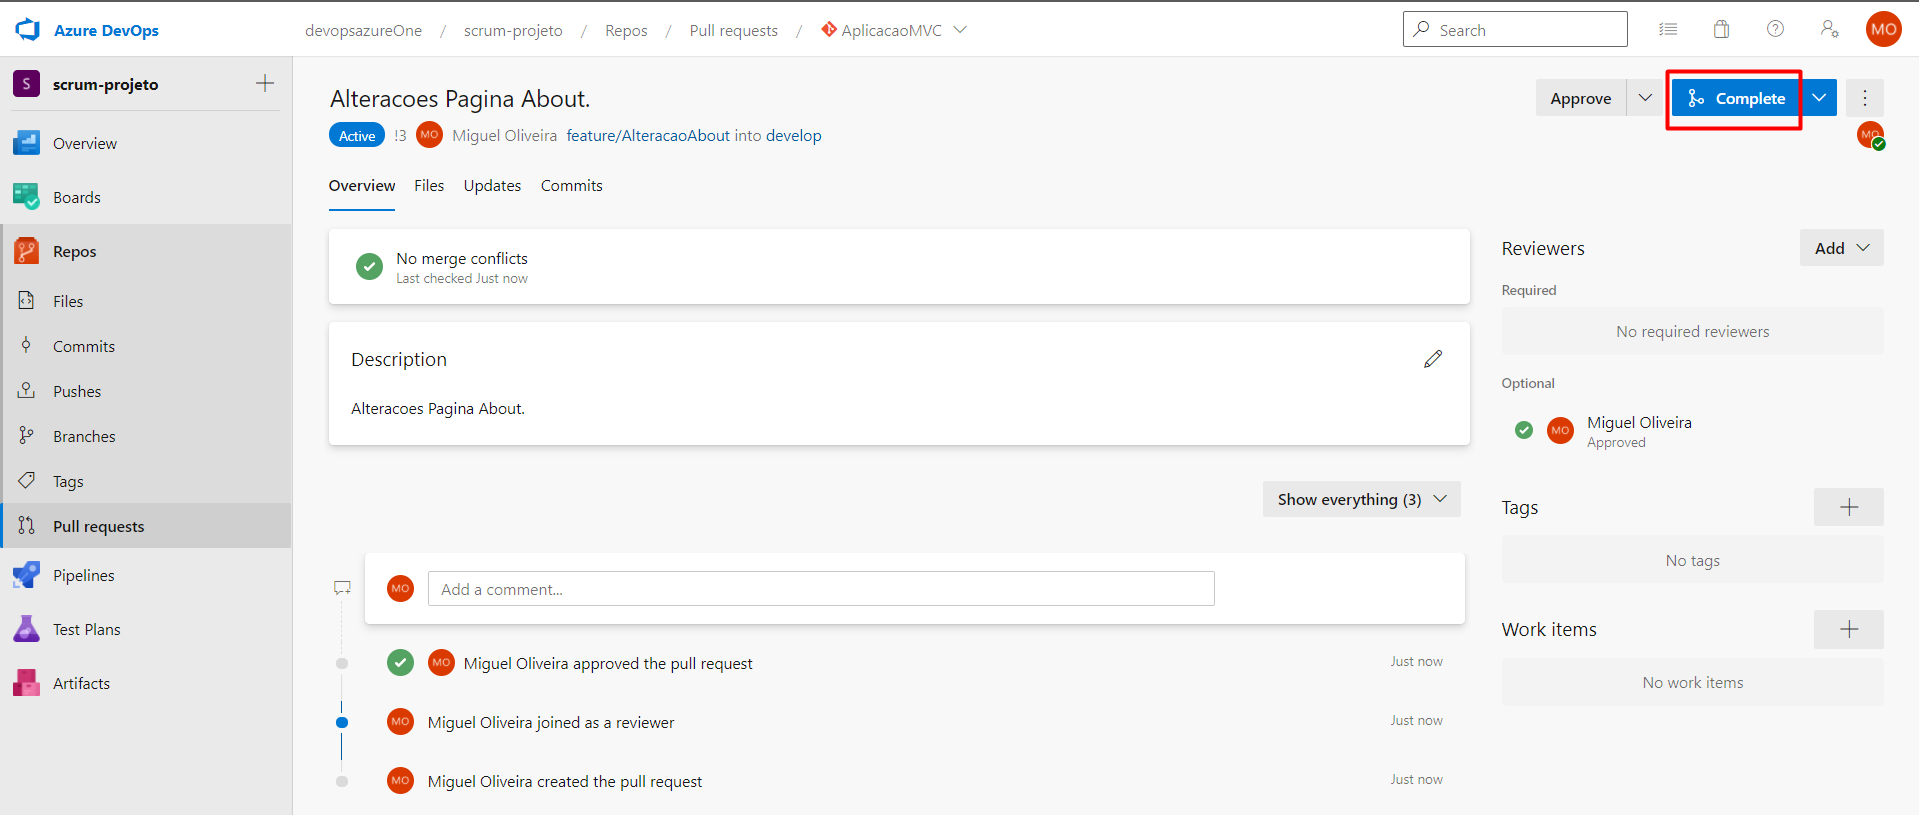 Azure DevOps
devopsazureOne / scrum-projeto / Repos / Pull requests / AplicacaoMVC
Search
MO
S scrum-projeto
Overview
Boards
Repos
Files
Commits
Pushes
Branches
Tags
Pull requests
Pipelines
Test Plans
Artifacts
Alteracoes Pagina About.
Approve
Complete
Active !3 MO Miguel Oliveira feature/AlteracaoAbout into develop
MO
Overview Files Updates Commits
No merge conflicts
Last checked Just now
Description
Alteracoes Pagina About.
Show everything (3)
MO Add a comment...
MO Miguel Oliveira approved the pull request Just now
MO Miguel Oliveira joined as a reviewer Just now
MO Miguel Oliveira created the pull request Just now
Reviewers Add
Required
No required reviewers
Optional
MO Miguel Oliveira
Approved
Tags
No tags
Work items
No work items